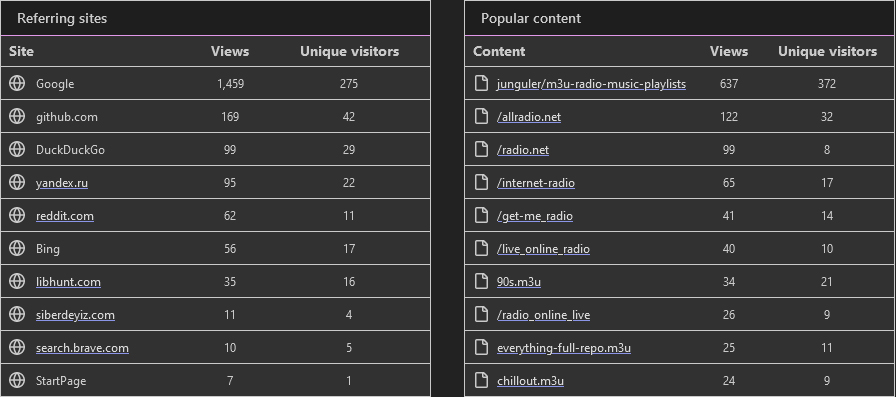 Referring sites
Site Views Unique visitors
Google 1,459 275
github.com 169 42
DuckDuckGo 99 29
yandex.ru 95 22
reddit.com 62 11
Bing 56 17
libhunt.com 35 16
siberdeyiz.com 11 4
search.brave.com 10 5
StartPage 7 1
Popular content
Content Views Unique visitors
junguler/m3u-radio-music-playlists 637 372
/allradio.net 122 32
/radio.net 99 8
/internet-radio 65 17
/get-me_radio 41 14
/live_online_radio 40 10
90s.m3u 34 21
/radio_online_live 26 9
everything-full-repo.m3u 25 11
chillout.m3u 24 9